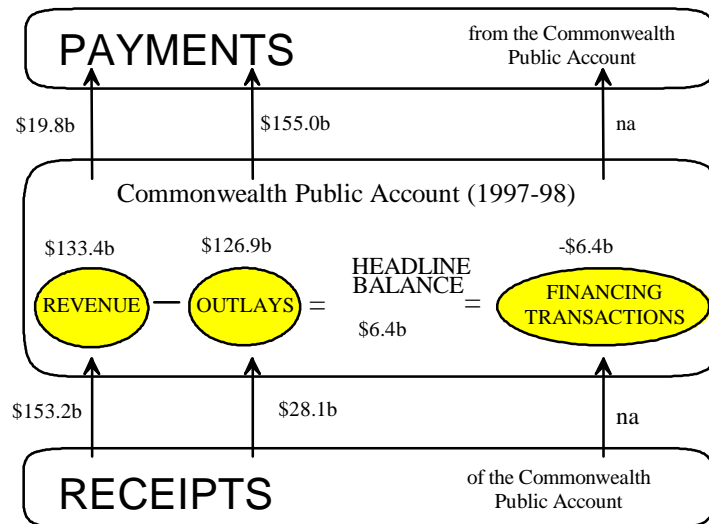 PAYMENTS
from the Commonwealth
Public Account
$19.8b
$155.0b
na
Commonwealth Public Account (1997-98)
$133.4b
$126.9b
-$6.4b
HEADLINE
BALANCE
REVENUE
—
OUTLAYS
=
$6.4b
=
FINANCING
TRANSACTIONS
$153.2b
$28.1b
na
RECEIPTS
of the Commonwealth
Public Account